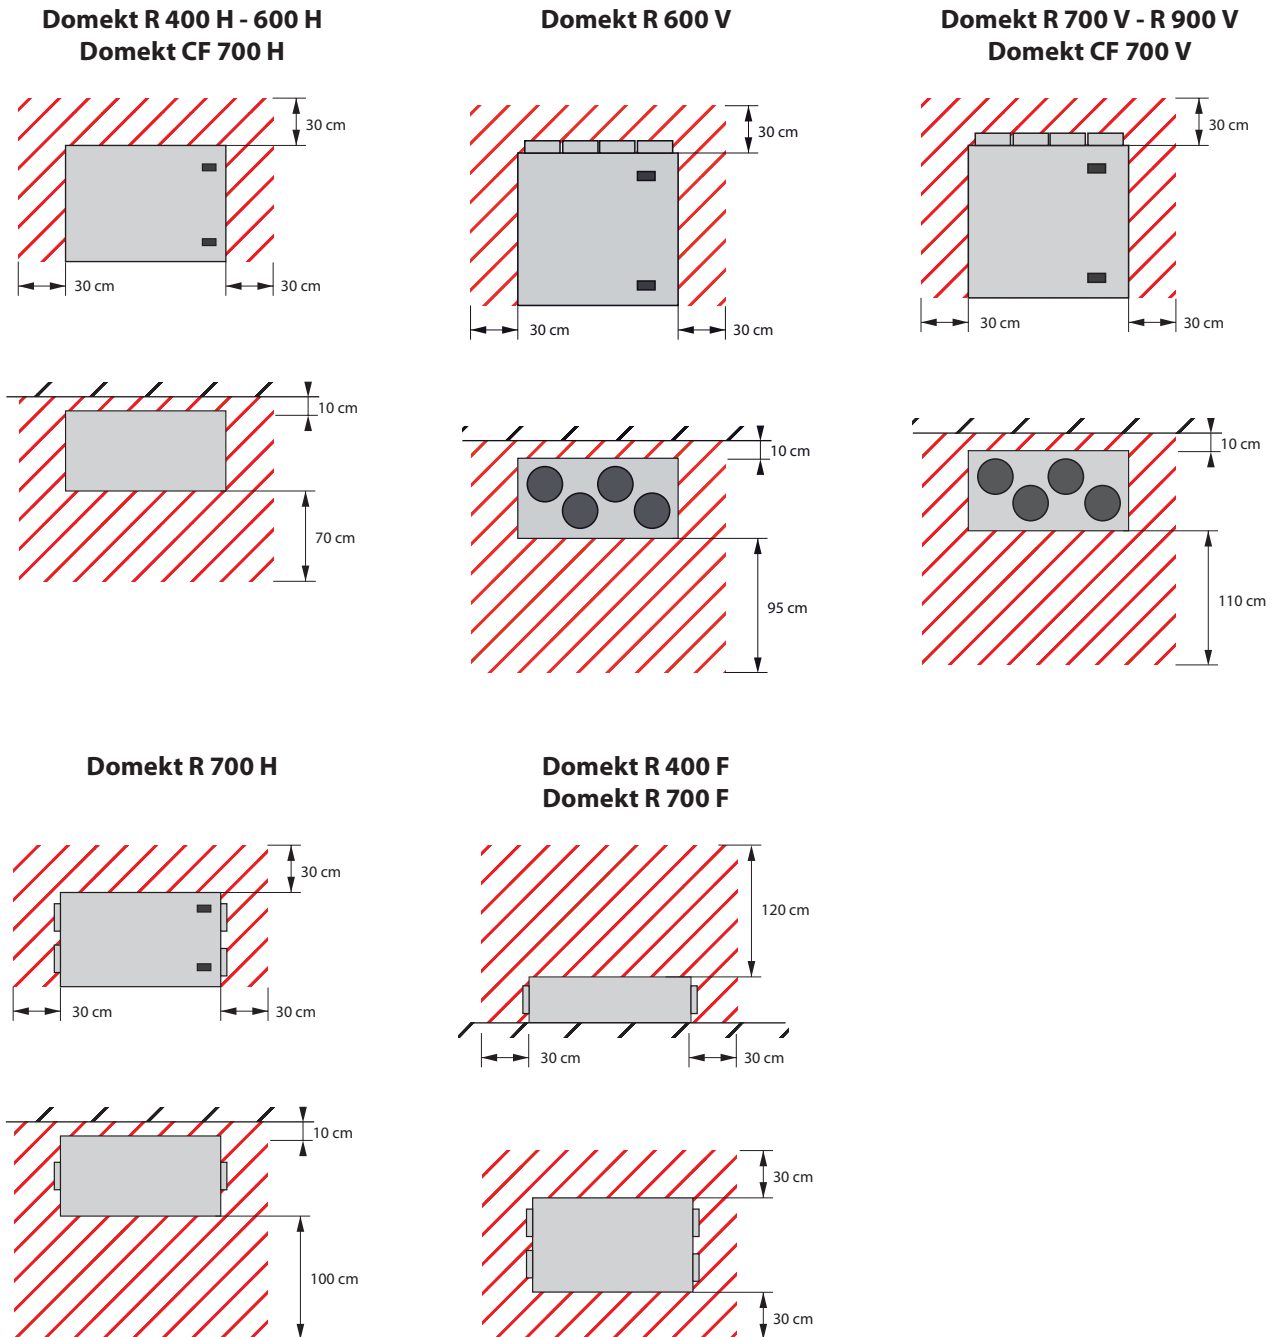 Domekt R 400 H - 600 H
Domekt CF 700 H
30 cm
30 cm
30 cm
10 cm
70 cm
Domekt R 600 V
30 cm
30 cm
30 cm
10 cm
95 cm
Domekt R 700 V - R 900 V
Domekt CF 700 V
30 cm
30 cm
30 cm
10 cm
110 cm
Domekt R 700 H
30 cm
30 cm
30 cm
10 cm
100 cm
Domekt R 400 F
Domekt R 700 F
120 cm
30 cm
30 cm
30 cm
30 cm